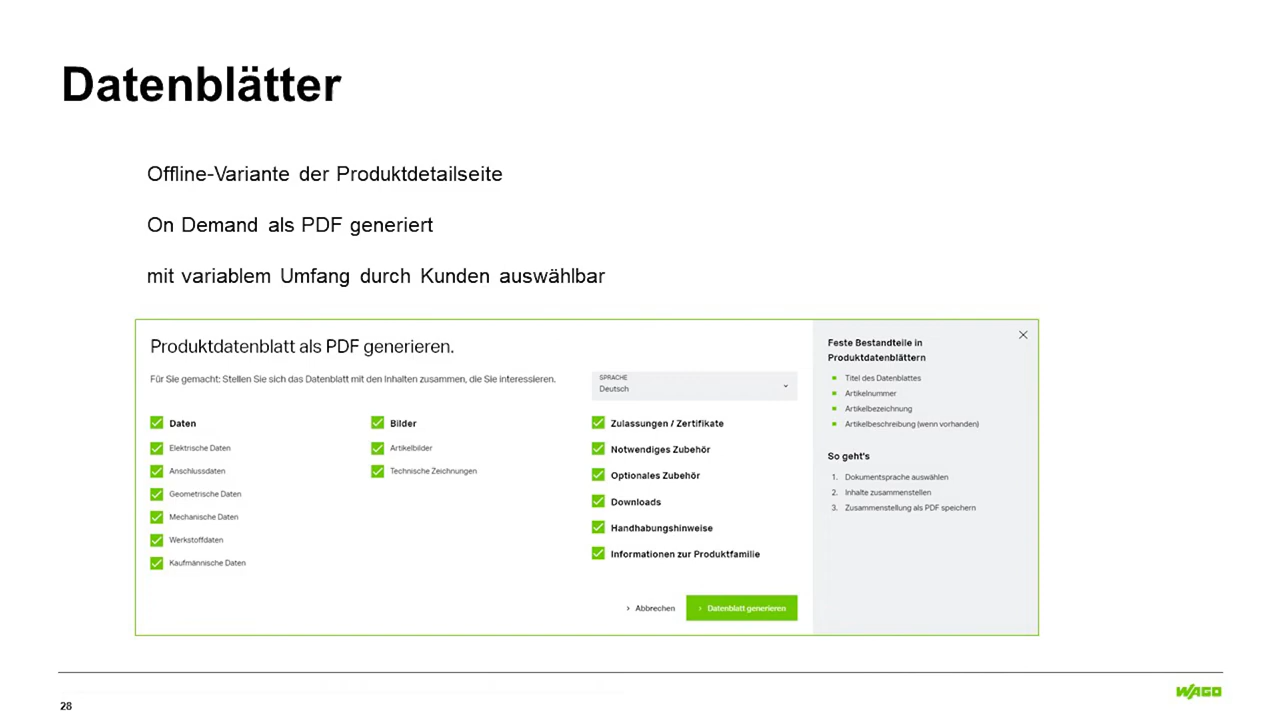 Datenblätter
Offline-Variante der Produktdetailseite
On Demand als PDF generiert
mit variablem Umfang durch Kunden auswählbar
Produktdatenblatt als PDF generieren.
Für Sie gemacht: Stellen Sie sich das Datenblatt mit den Inhalten zusammen, die Sie interessieren.
SPRACHE
Deutsch
Daten
Elektrische Daten
Anschlussdaten
Geometrische Daten
Mechanische Daten
Werkstoffdaten
Kaufmännische Daten
Bilder
Artikelbilder
Technische Zeichnungen
Zulassungen / Zertifikate
Notwendiges Zubehör
Optionales Zubehör
Downloads
Handhabungshinweise
Informationen zur Produktfamilie
Abbrechen
Datenblatt generieren
Feste Bestandteile in
Produktdatenblättern
Titel des Datenblattes
Artikelnummer
Artikelbezeichnung
Artikelbeschreibung (wenn vorhanden)
So geht's
1. Dokumentsprache auswählen
2. Inhalte zusammenstellen
3. Zusammenstellung als PDF speichern
28
WAGO